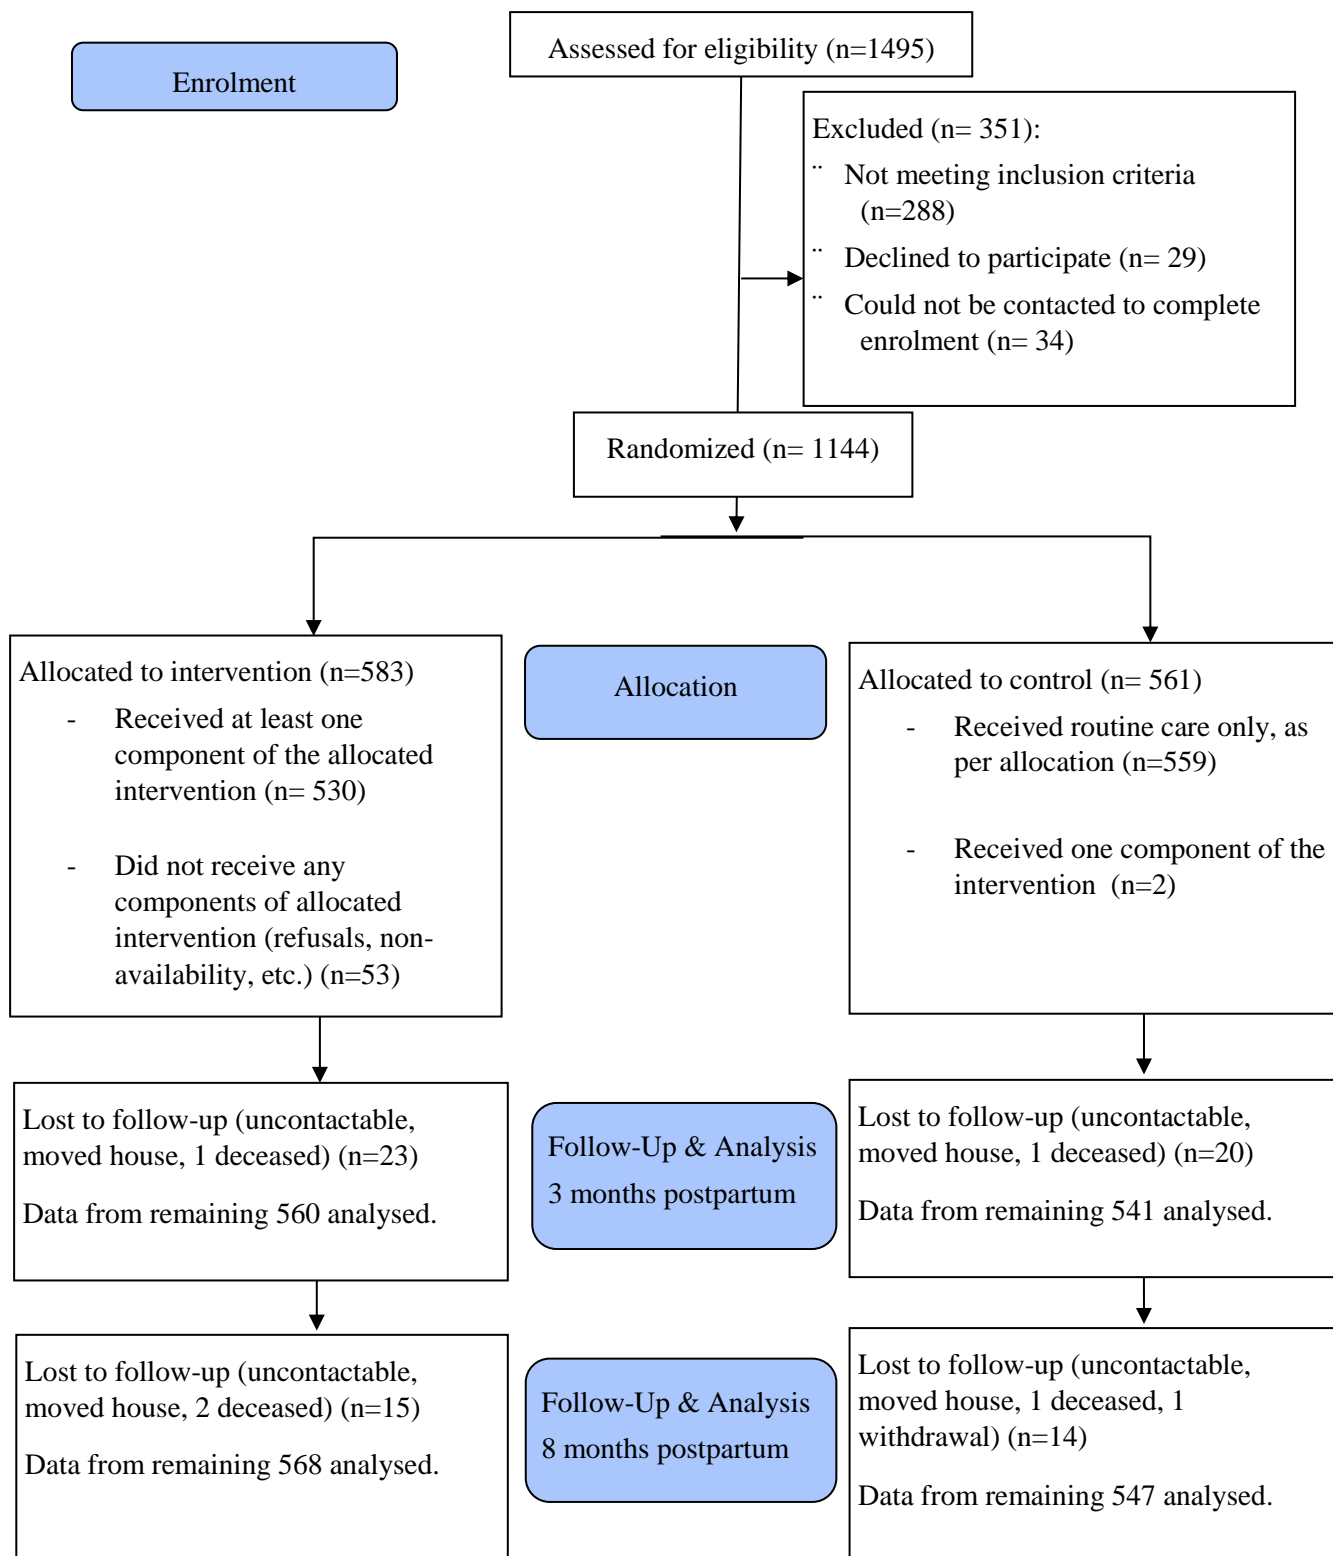 Assessed for eligibility (n=1495)
Enrolment
Excluded (n= 351):
¨ Not meeting inclusion criteria
(n=288)
¨ Declined to participate (n= 29)
¨ Could not be contacted to complete
enrolment (n= 34)
Randomized (n= 1144)
Allocated to intervention (n=583)
- Received at least one
component of the allocated
intervention (n= 530)
- Did not receive any
components of allocated
intervention (refusals, non-
availability, etc.) (n=53)
Allocation
Allocated to control (n= 561)
- Received routine care only, as
per allocation (n=559)
- Received one component of the
intervention  (n=2)
Lost to follow-up (uncontactable,
moved house, 1 deceased) (n=23)
Data from remaining 560 analysed.
Follow-Up & Analysis
3 months postpartum
Lost to follow-up (uncontactable,
moved house, 1 deceased) (n=20)
Data from remaining 541 analysed.
Lost to follow-up (uncontactable,
moved house, 2 deceased) (n=15)
Data from remaining 568 analysed.
Follow-Up & Analysis
8 months postpartum
Lost to follow-up (uncontactable,
moved house, 1 deceased, 1
withdrawal) (n=14)
Data from remaining 547 analysed.